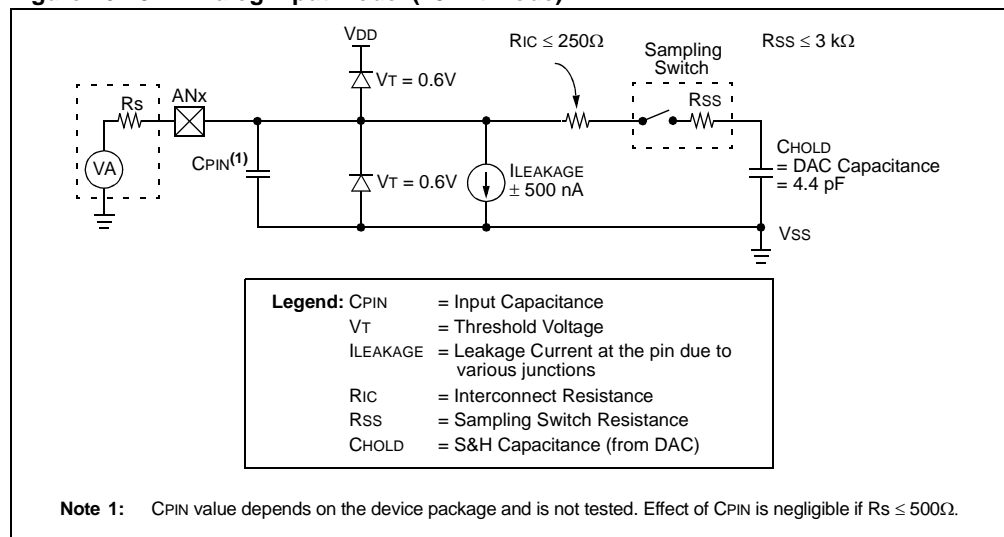 VDD
RIC ≤ 250Ω
Sampling
Switch
RSS ≤ 3 kΩ
VT = 0.6V
Rs
ANx
RSS
VA
CPIN(1)
VT = 0.6V
ILEAKAGE
± 500 nA
CHOLD
= DAC Capacitance
= 4.4 pF
VSS
Legend: CPIN = Input Capacitance
VT = Threshold Voltage
ILEAKAGE = Leakage Current at the pin due to
various junctions
RIC = Interconnect Resistance
RSS = Sampling Switch Resistance
CHOLD = S&H Capacitance (from DAC)
Note 1: CPIN value depends on the device package and is not tested. Effect of CPIN is negligible if Rs ≤ 500Ω.